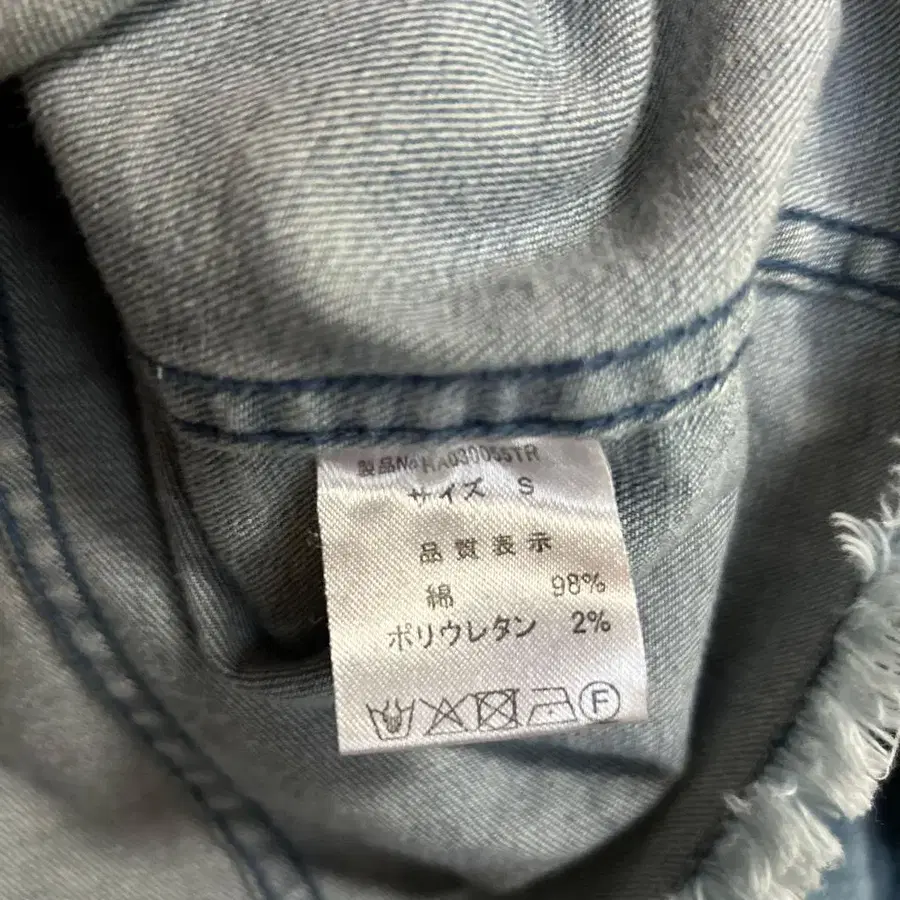 製品No HA030055TR
サイズ S
品質表示
綿 98%
ポリウレタン 2%
F